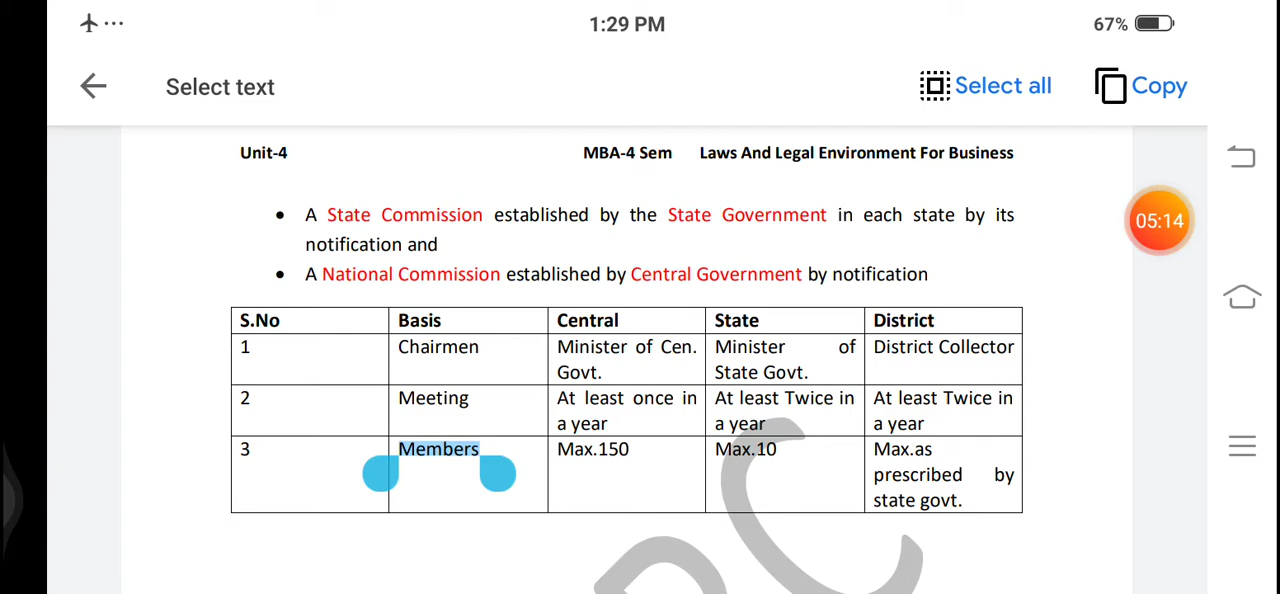 1:29 PM
67%
Select text
Select all
Copy
Unit-4 MBA-4 Sem Laws And Legal Environment For Business
05:14
• A State Commission established by the State Government in each state by its
notification and
• A National Commission established by Central Government by notification
S.No Basis Central State District
1 Chairmen Minister of Cen. Minister of District Collector
Govt. State Govt.
2 Meeting At least once in At least Twice in At least Twice in
a year a year a year
3 Members Max.150 Max.10 Max.as
prescribed by
state govt.